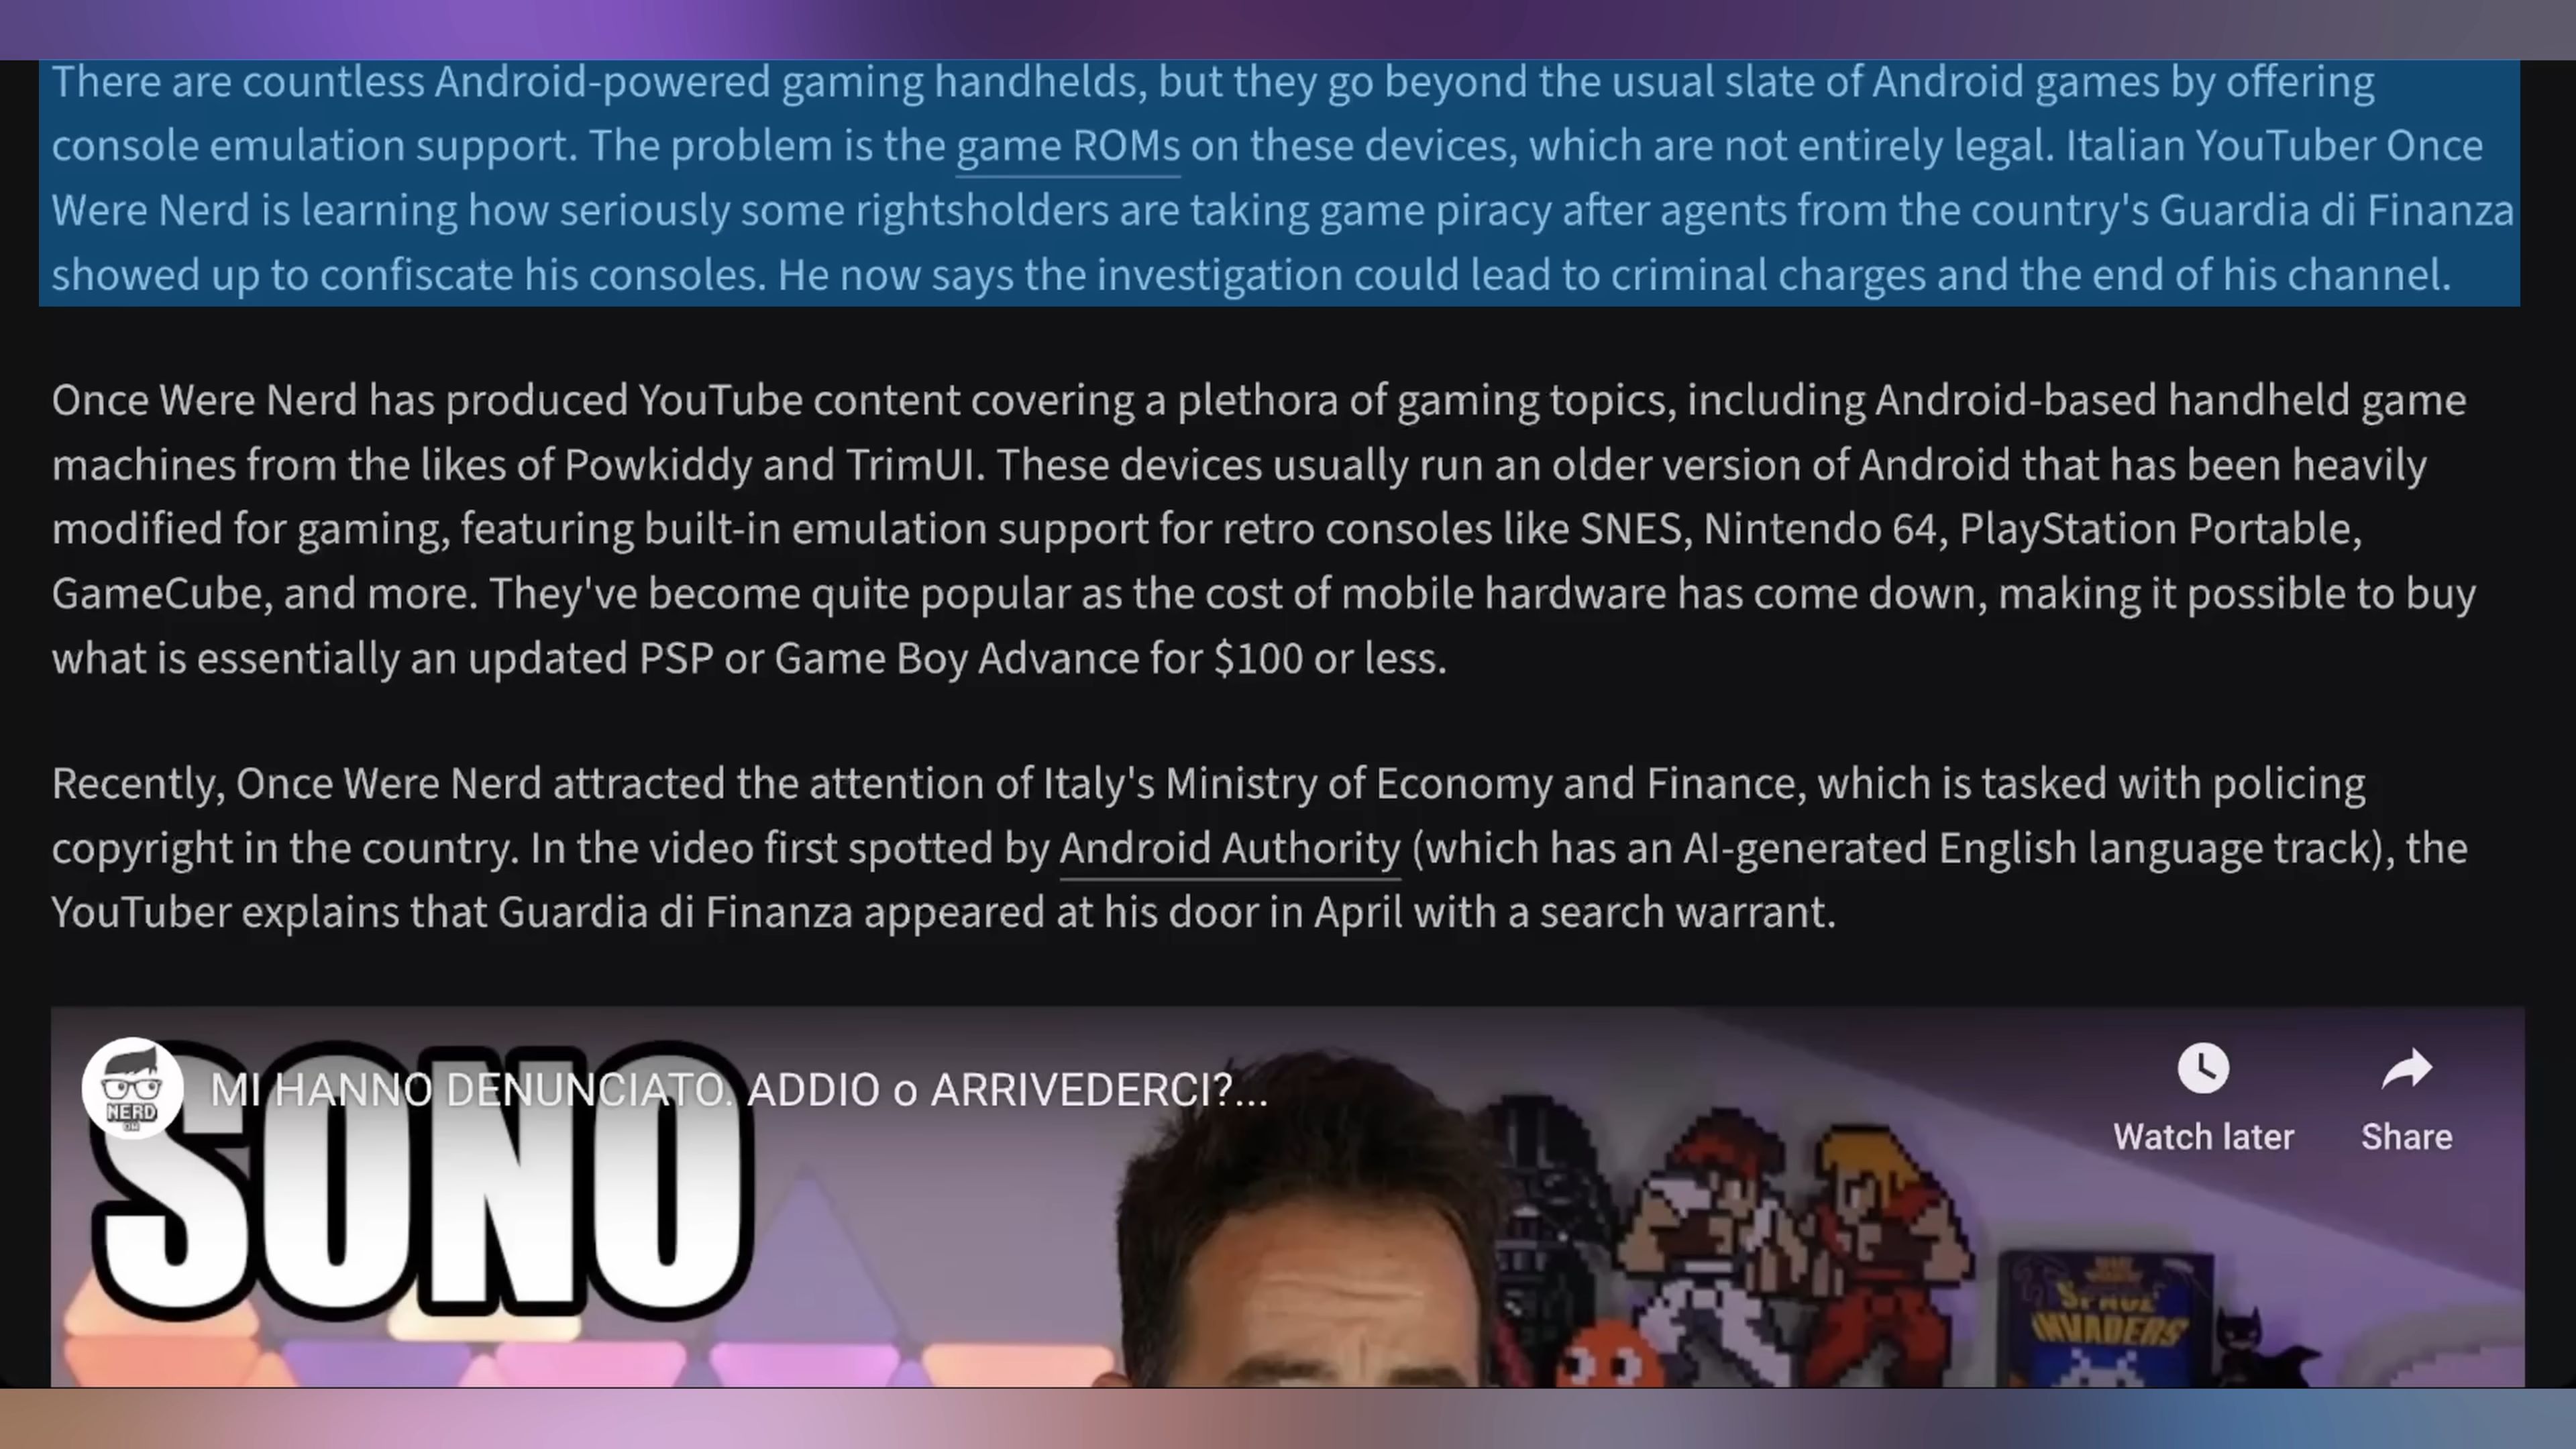 There are countless Android-powered gaming handhelds, but they go beyond the usual slate of Android games by offering
console emulation support. The problem is the game ROMs on these devices, which are not entirely legal. Italian YouTuber Once
Were Nerd is learning how seriously some rightsholders are taking game piracy after agents from the country's Guardia di Finanza
showed up to confiscate his consoles. He now says the investigation could lead to criminal charges and the end of his channel.
Once Were Nerd has produced YouTube content covering a plethora of gaming topics, including Android-based handheld game
machines from the likes of Powkiddy and TrimUI. These devices usually run an older version of Android that has been heavily
modified for gaming, featuring built-in emulation support for retro consoles like SNES, Nintendo 64, PlayStation Portable,
GameCube, and more. They've become quite popular as the cost of mobile hardware has come down, making it possible to buy
what is essentially an updated PSP or Game Boy Advance for $100 or less.
Recently, Once Were Nerd attracted the attention of Italy's Ministry of Economy and Finance, which is tasked with policing
copyright in the country. In the video first spotted by Android Authority (which has an AI-generated English language track), the
YouTuber explains that Guardia di Finanza appeared at his door in April with a search warrant.
NERD
MI HANNO DENUNCIATO. ADDIO o ARRIVEDERCI?...
Watch later
Share
SONO
SPACE
INVADERS